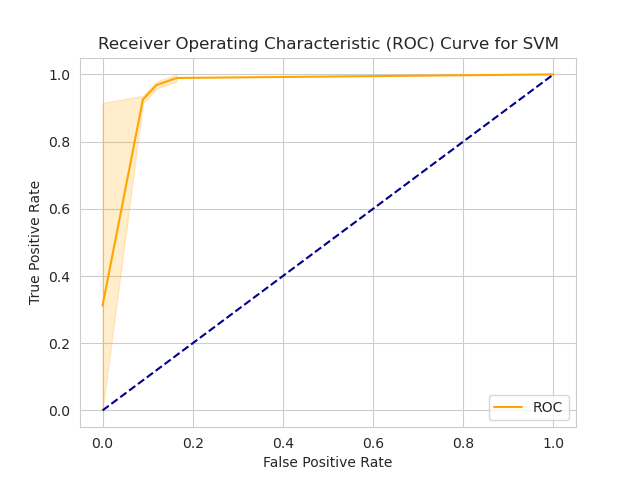 Receiver Operating Characteristic (ROC) Curve for SVM
1.0
0.8
0.6
0.4
0.2
0.0
True Positive Rate
ROC
0.0 0.2 0.4 0.6 0.8 1.0
False Positive Rate